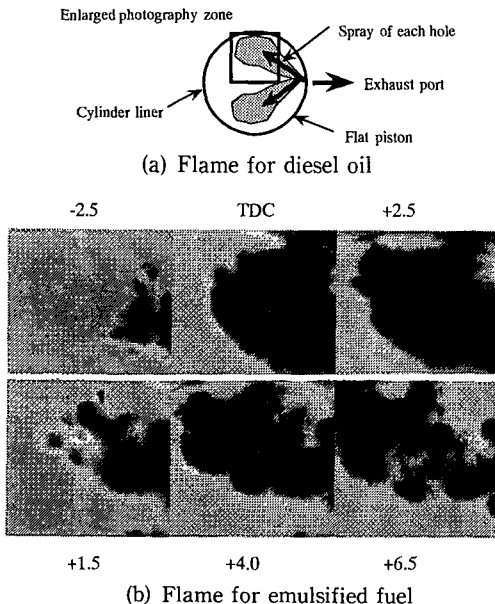 Enlarged photography zone
Spray of each hole
Exhaust port
Cylinder liner
Flat piston
(a) Flame for diesel oil
-2.5 TDC +2.5
+1.5 +4.0 +6.5
(b) Flame for emulsified fuel